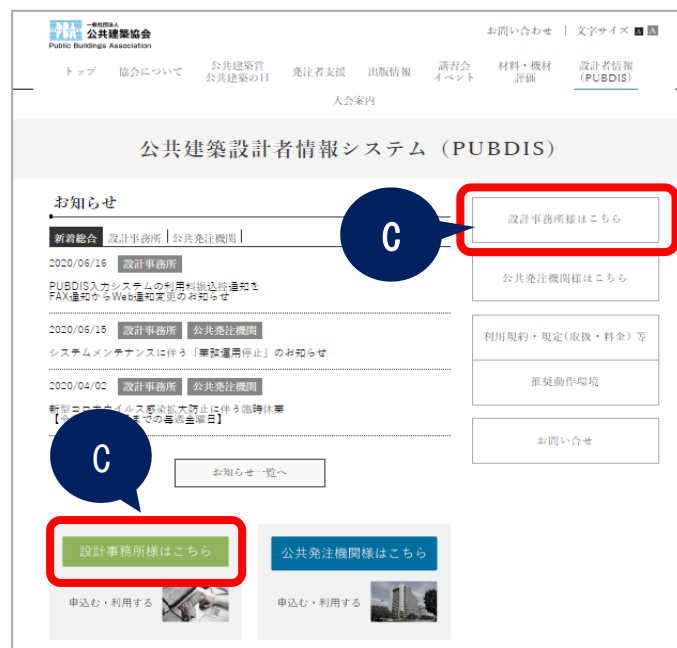 一般社団法人
公共建築協会
Public Buildings Association
お問い合わせ | 文字サイズ A A
トップ
協会について
公共建築賞
公共建築の日
発注者支援
出版情報
講習会
イベント
材料・機材
評価
設計者情報
(PUBDIS)
入会案内
公共建築設計者情報システム（PUBDIS）
お知らせ
新着総合 設計事務所 | 公共発注機関 |
2020/06/16 設計事務所
PUBDIS入力システムの利用料振込控通知を
FAX通知からWeb通知変更のお知らせ
2020/06/15 設計事務所 公共発注機関
システムメンテナンスに伴う「業務運用停止」のお知らせ
2020/04/02 設計事務所 公共発注機関
新型コロナウイルス感染拡大防止に伴う臨時休業
までの毎週金曜日】
お知らせ一覧へ
C
設計事務所様はこちら
公共発注機関様はこちら
利用規約・規定(取扱・料金) 等
推奨動作環境
お問い合せ
C
設計事務所様はこちら
申込む・利用する
公共発注機関様はこちら
申込む・利用する